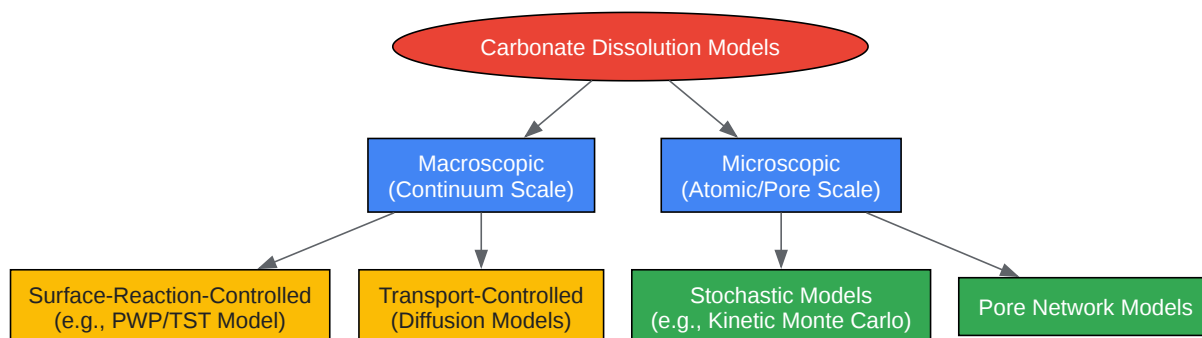 Carbonate Dissolution Models
Macroscopic
(Continuum Scale)
Microscopic
(Atomic/Pore Scale)
Surface-Reaction-Controlled
(e.g., PWP/TST Model)
Transport-Controlled
(Diffusion Models)
Stochastic Models
(e.g., Kinetic Monte Carlo)
Pore Network Models